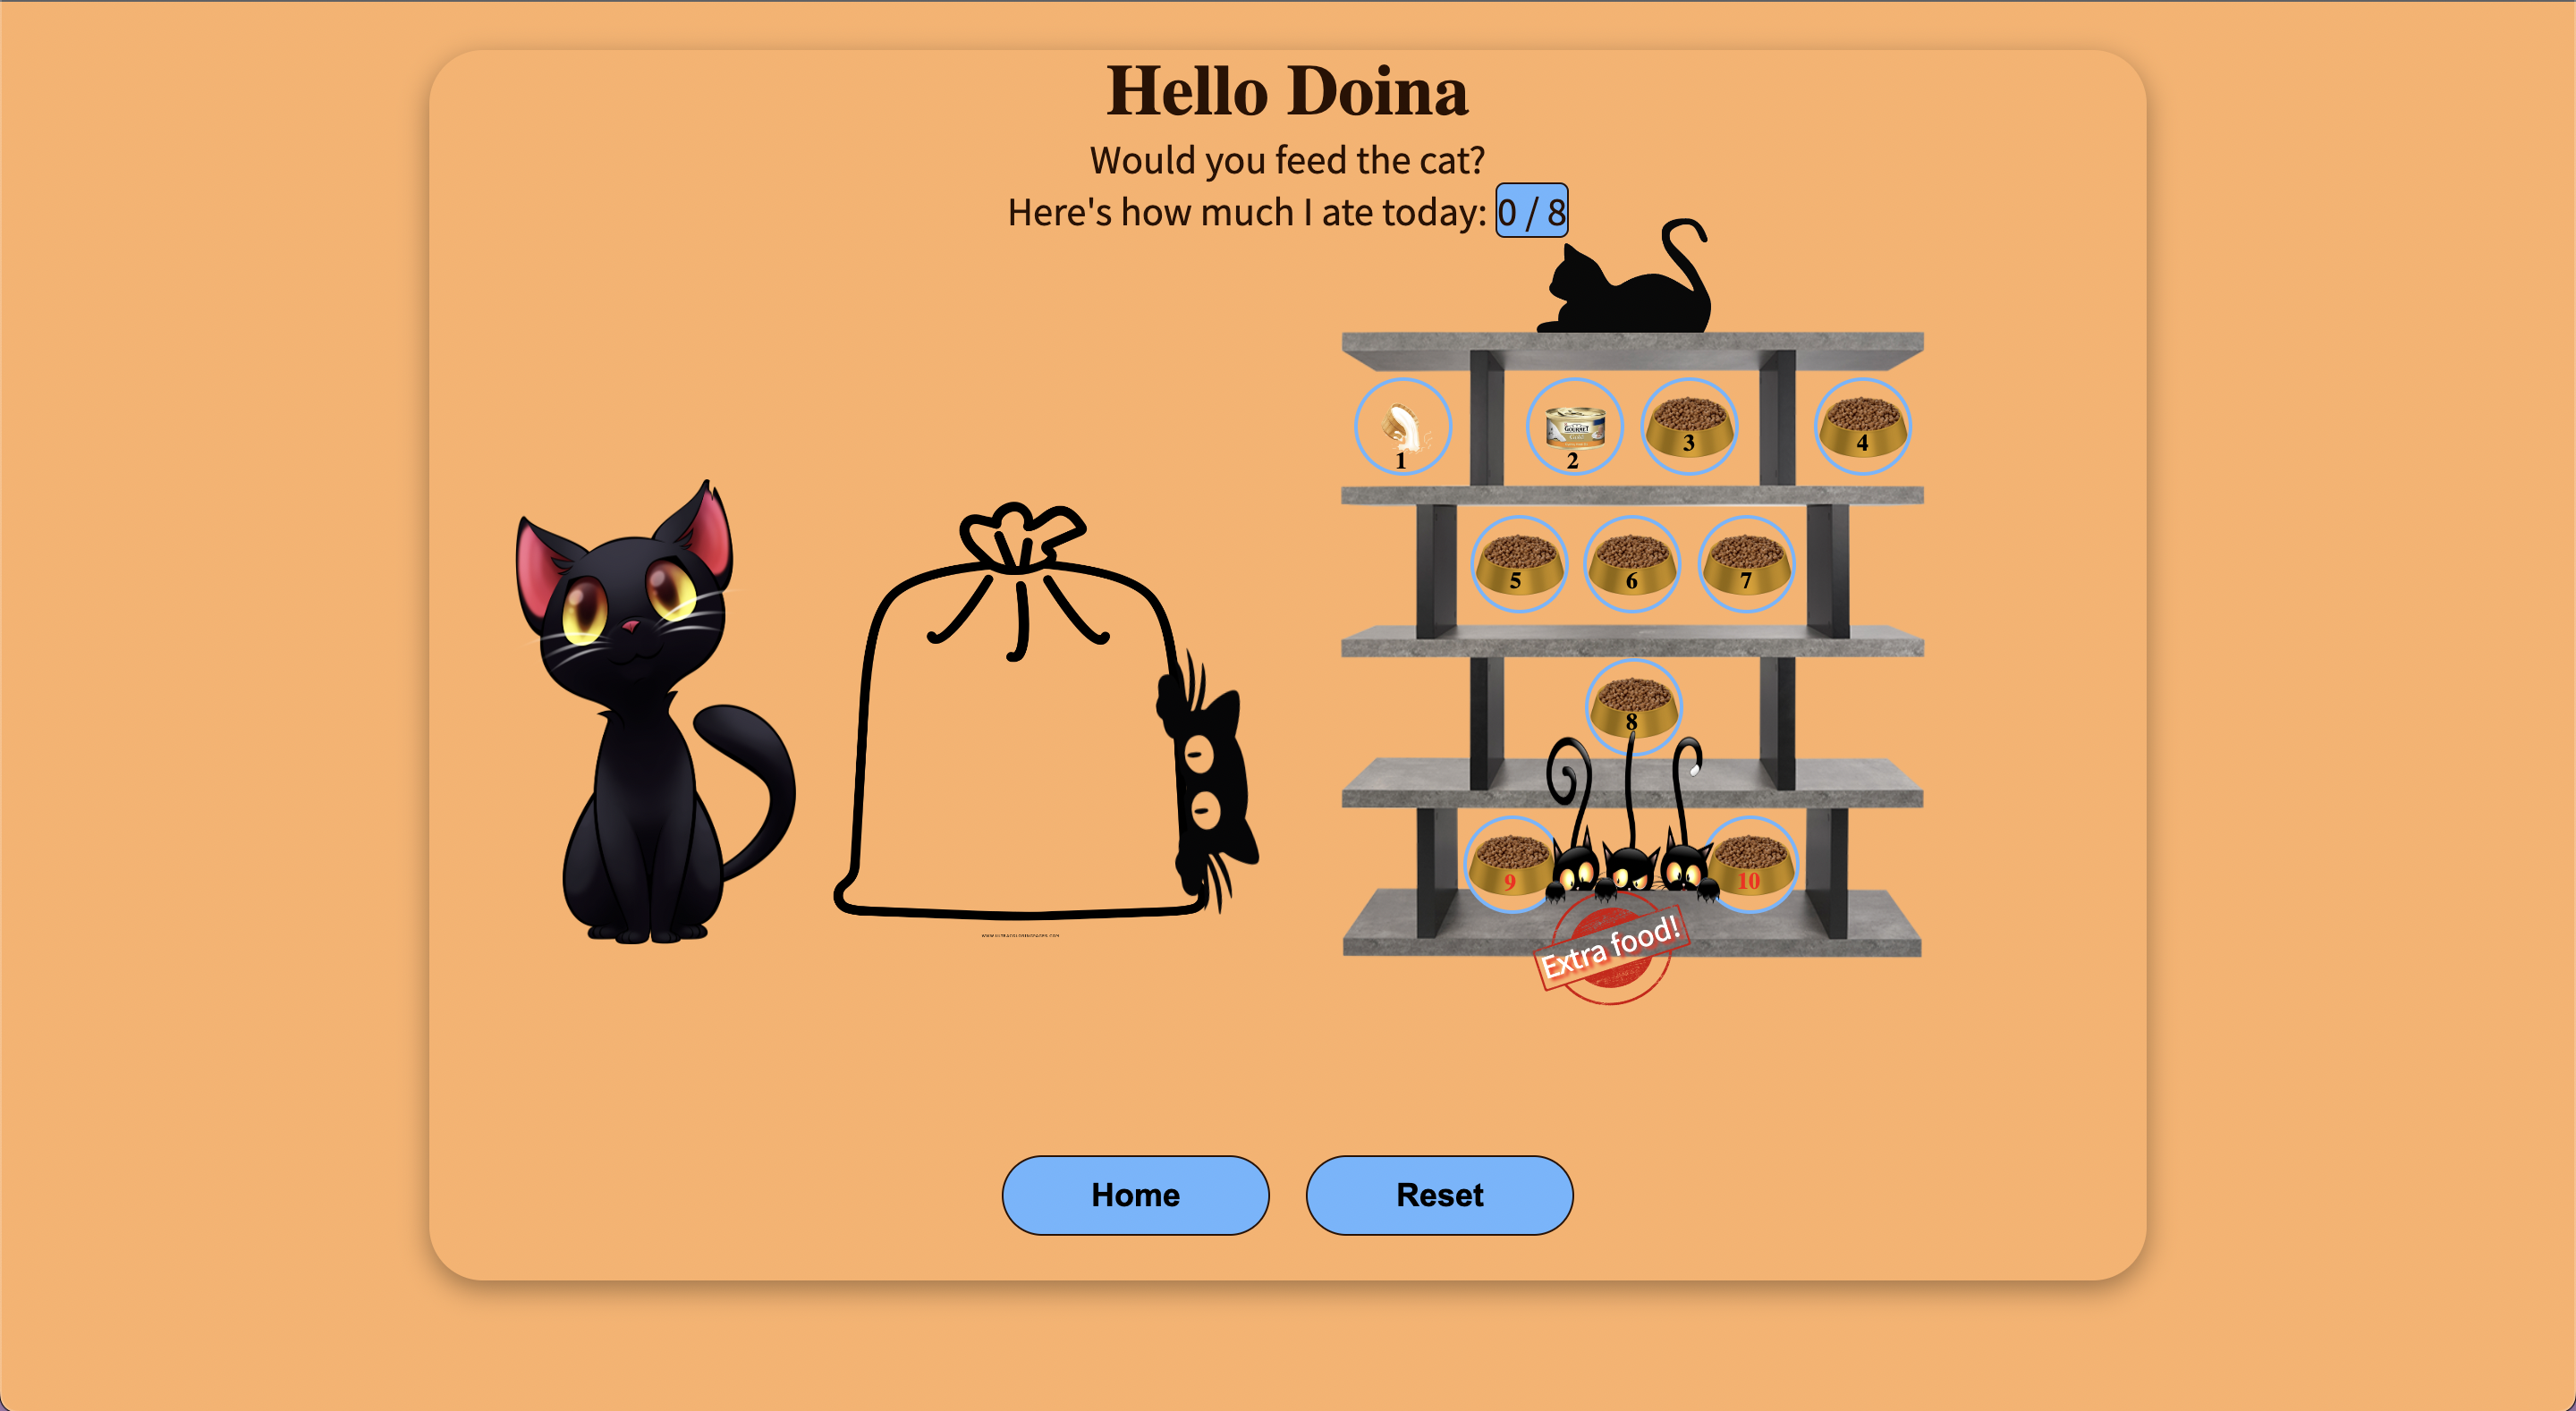 Hello Doina
Would you feed the cat?
Here's how much I ate today: 0 / 8
1
2
GOURMET
3
4
5
6
7
8
9
10
Extra food!
Home
Reset